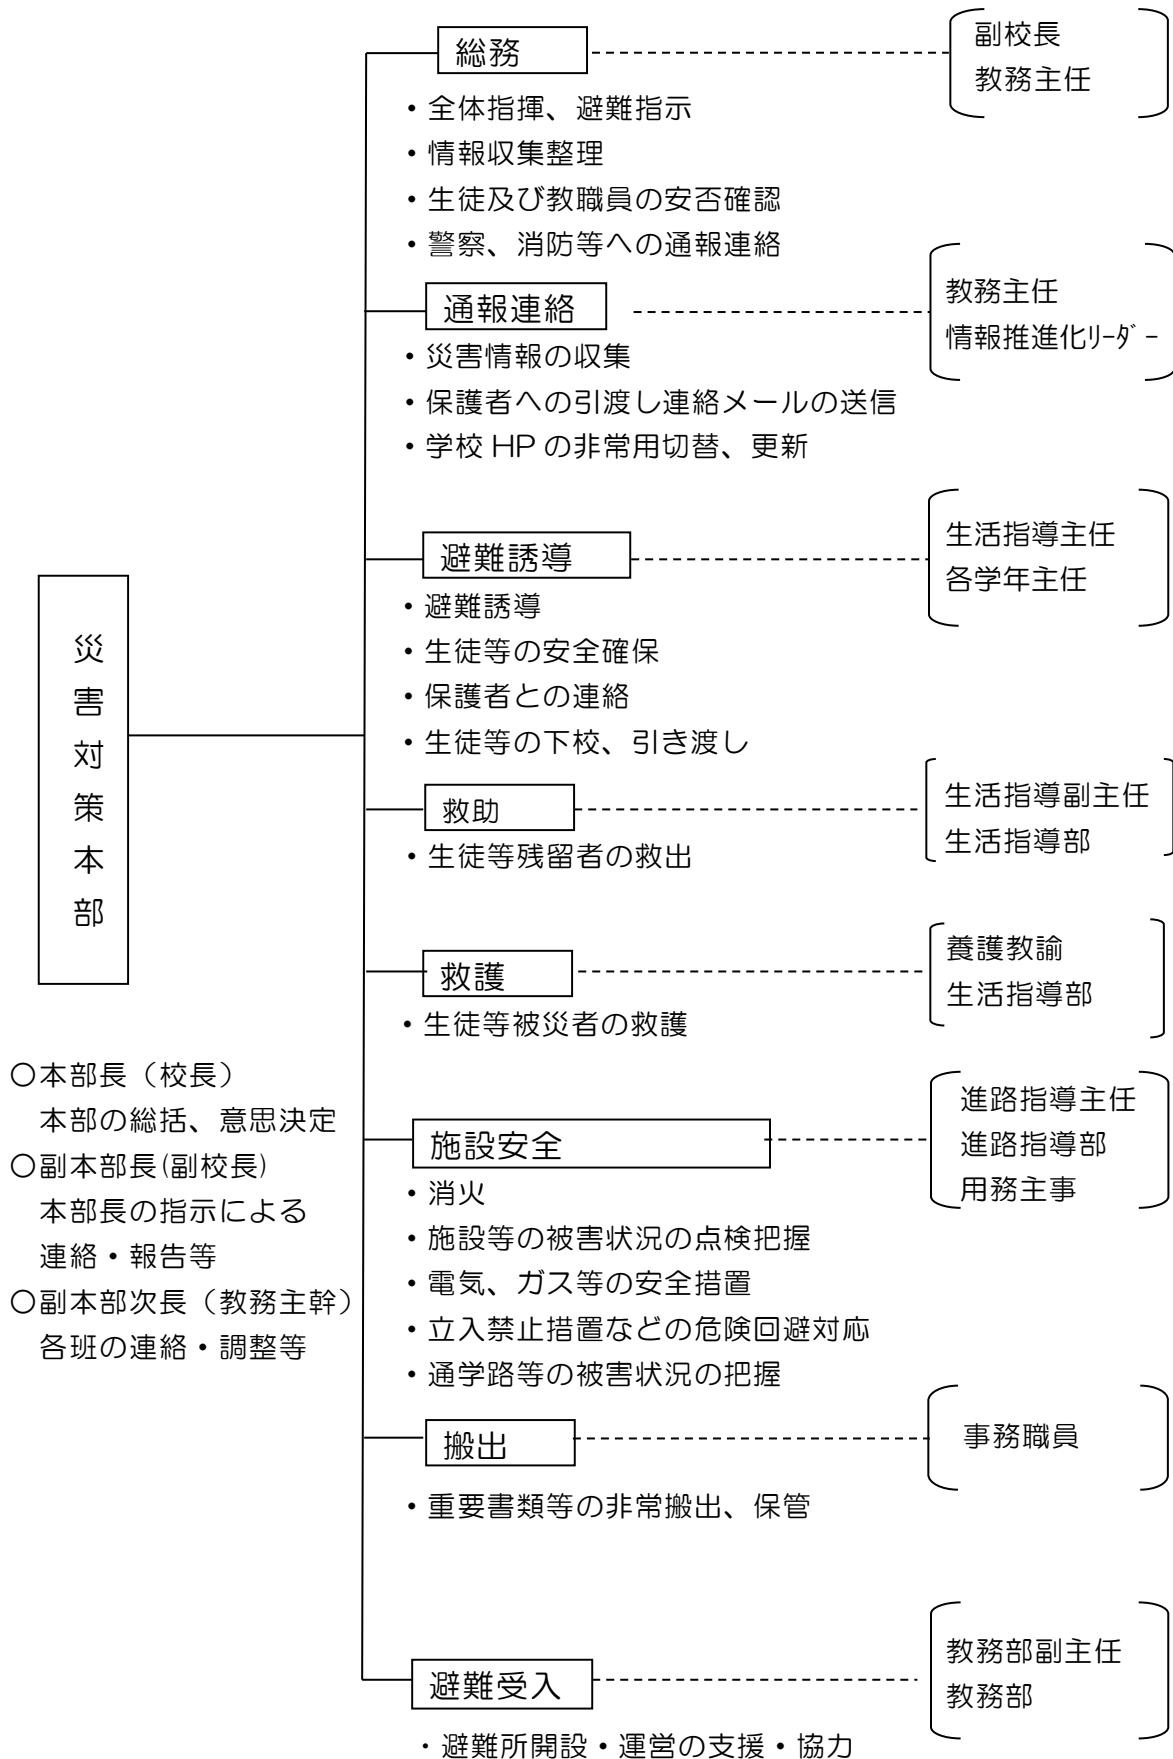 総務
副校長
教務主任
・全体指揮、避難指示
・情報収集整理
・生徒及び教職員の安否確認
・警察、消防等への通報連絡
通報連絡
教務主任
情報推進化ﾘｰﾀﾞｰ
・災害情報の収集
・保護者への引渡し連絡メールの送信
・学校 HP の非常用切替、更新
避難誘導
生活指導主任
各学年主任
・避難誘導
・生徒等の安全確保
・保護者との連絡
・生徒等の下校、引き渡し
災害対策本部
救助
生活指導副主任
生活指導部
・生徒等残留者の救出
救護
養護教諭
生活指導部
・生徒等被災者の救護
〇本部長（校長）
本部の総括、意思決定
〇副本部長(副校長)
本部長の指示による
連絡・報告等
〇副本部次長（教務主幹）
各班の連絡・調整等
施設安全
進路指導主任
進路指導部
用務主事
・消火
・施設等の被害状況の点検把握
・電気、ガス等の安全措置
・立入禁止措置などの危険回避対応
・通学路等の被害状況の把握
搬出
事務職員
・重要書類等の非常搬出、保管
避難受入
教務部副主任
教務部
・避難所開設・運営の支援・協力